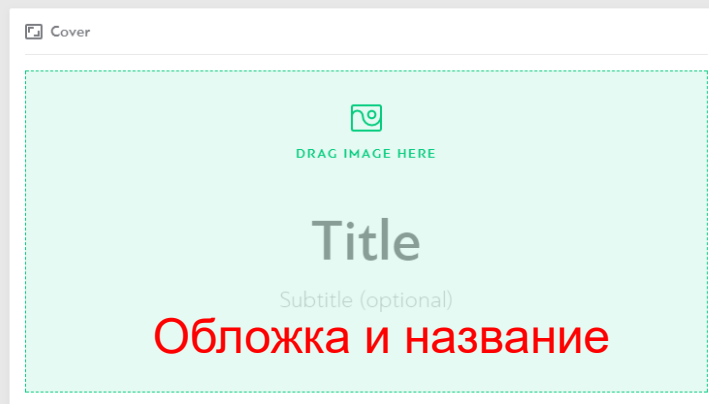 Cover
DRAG IMAGE HERE
Title
Subtitle (optional)
Обложка и название